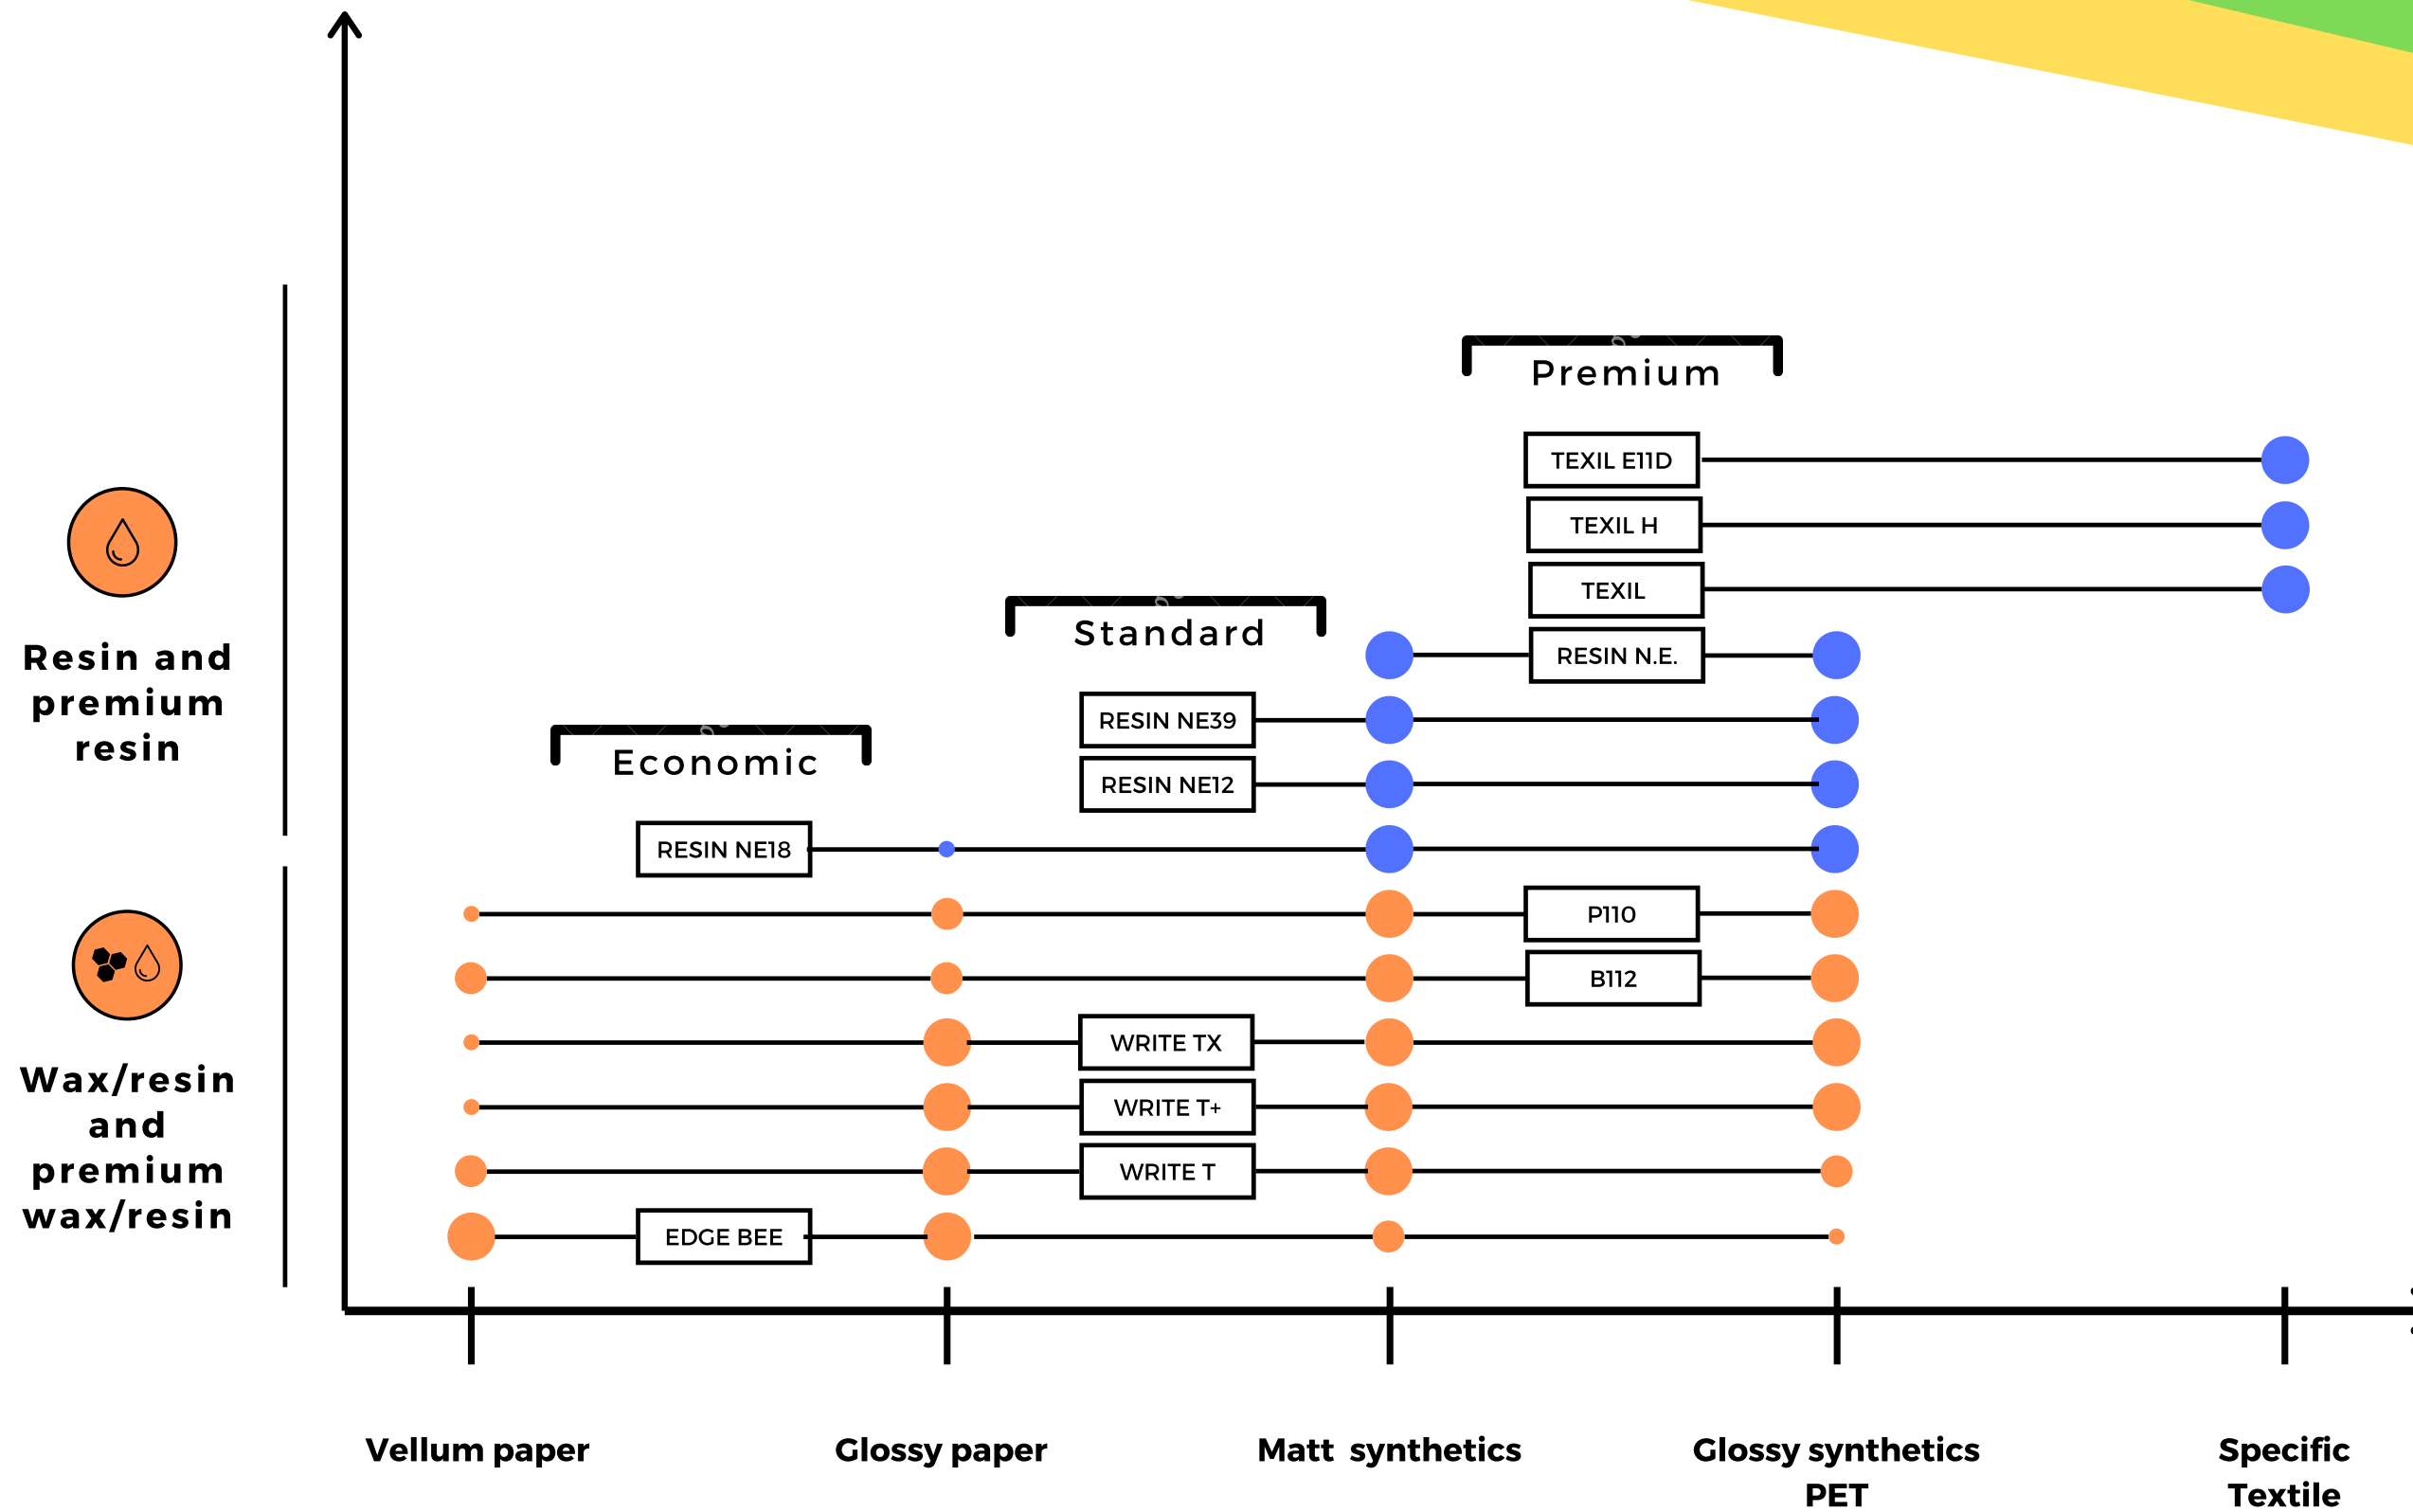 Premium
TEXIL E11D
TEXIL H
TEXIL
RESIN N.E.
Standard
RESIN NE39
RESIN NE12
Economic
RESIN NE18
P110
B112
WRITE TX
WRITE T+
WRITE T
EDGE BEE
Resin and
premium
resin
Wax/resin
and
premium
wax/resin
Vellum paper
Glossy paper
Matt synthetics
Glossy synthetics
PET
Specific
Textile